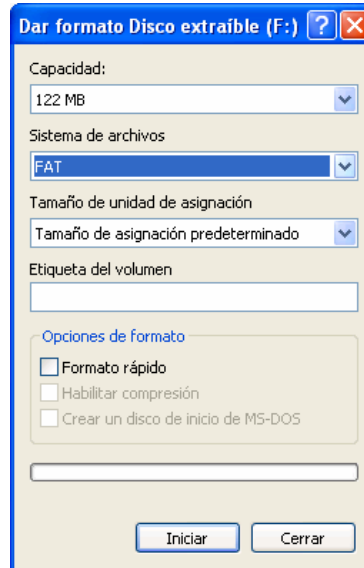 Dar formato Disco extraíble (F:)
Capacidad:
122 MB
Sistema de archivos
FAT
Tamaño de unidad de asignación
Tamaño de asignación predeterminado
Etiqueta del volumen
Opciones de formato
Formato rápido
Habilitar compresión
Crear un disco de inicio de MS-DOS
Iniciar Cerrar